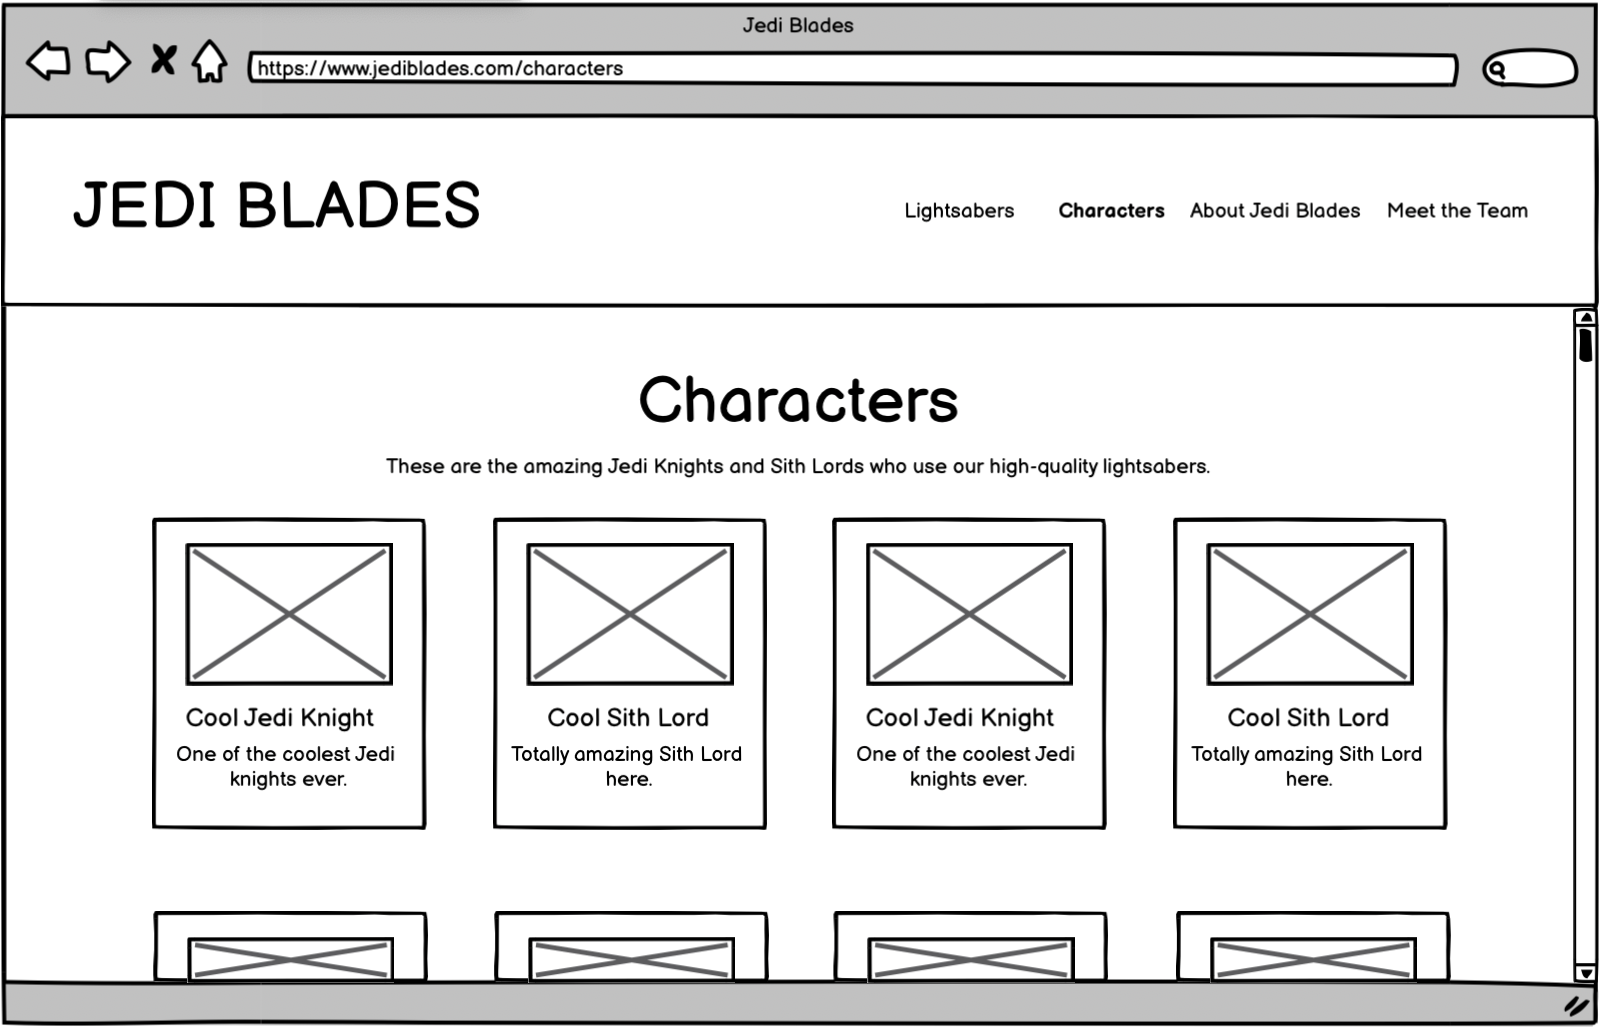 Jedi Blades
https://www.jediblades.com/characters
JEDI BLADES
Lightsabers
Characters
About Jedi Blades
Meet the Team
Characters
These are the amazing Jedi Knights and Sith Lords who use our high-quality lightsabers.
Cool Jedi Knight
One of the coolest Jedi
knights ever.
Cool Sith Lord
Totally amazing Sith Lord
here.
Cool Jedi Knight
One of the coolest Jedi
knights ever.
Cool Sith Lord
Totally amazing Sith Lord
here.